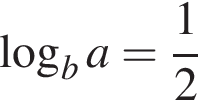 log_b a = 1/2